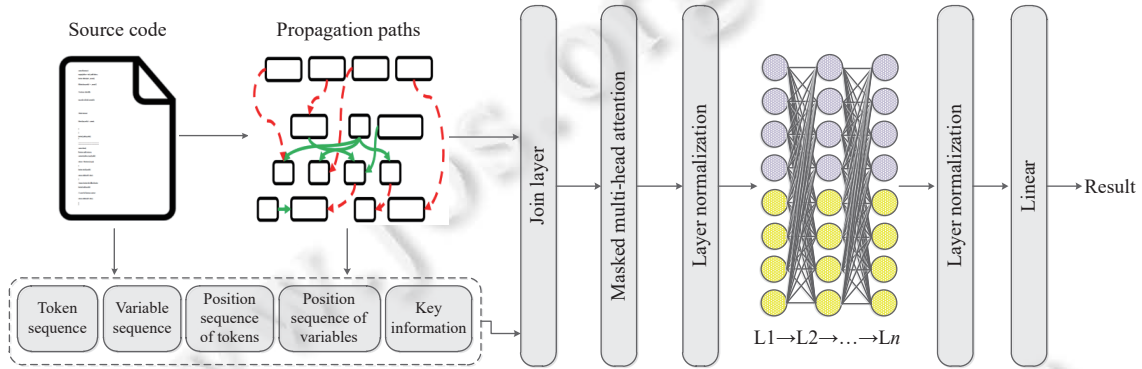 Source code
Propagation paths
Token
sequence
Variable
sequence
Position
sequence
of tokens
Position
sequence of
variables
Key
information
Join layer
Masked multi-head attention
Layer normalization
L1→L2→…→Ln
Layer normalization
Linear
Result